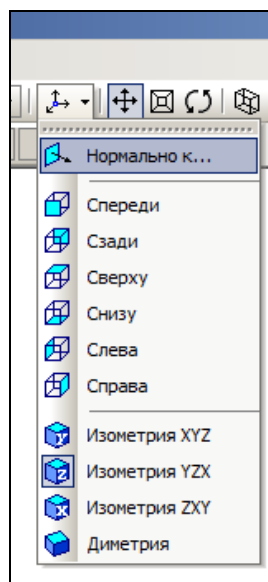 Нормально к...
Спереди
Сзади
Сверху
Снизу
Слева
Справа
Изометрия XYZ
Изометрия YZX
Изометрия ZXY
Диметрия